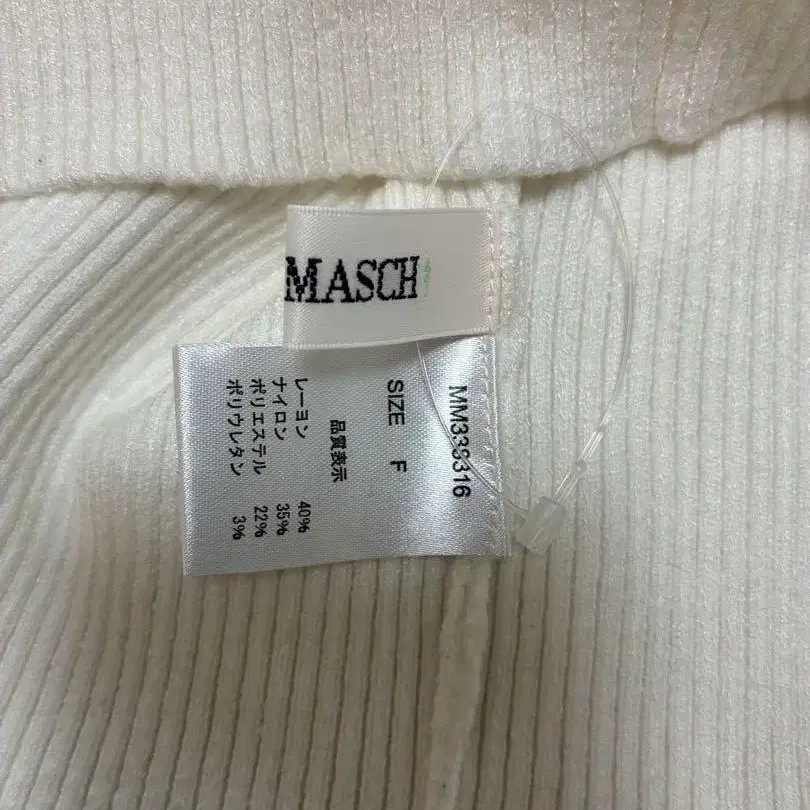 MASCH
MM339316
SIZE F
品質表示
レーヨン 40%
ナイロン 35%
ポリエステル 22%
ポリウレタン 3%